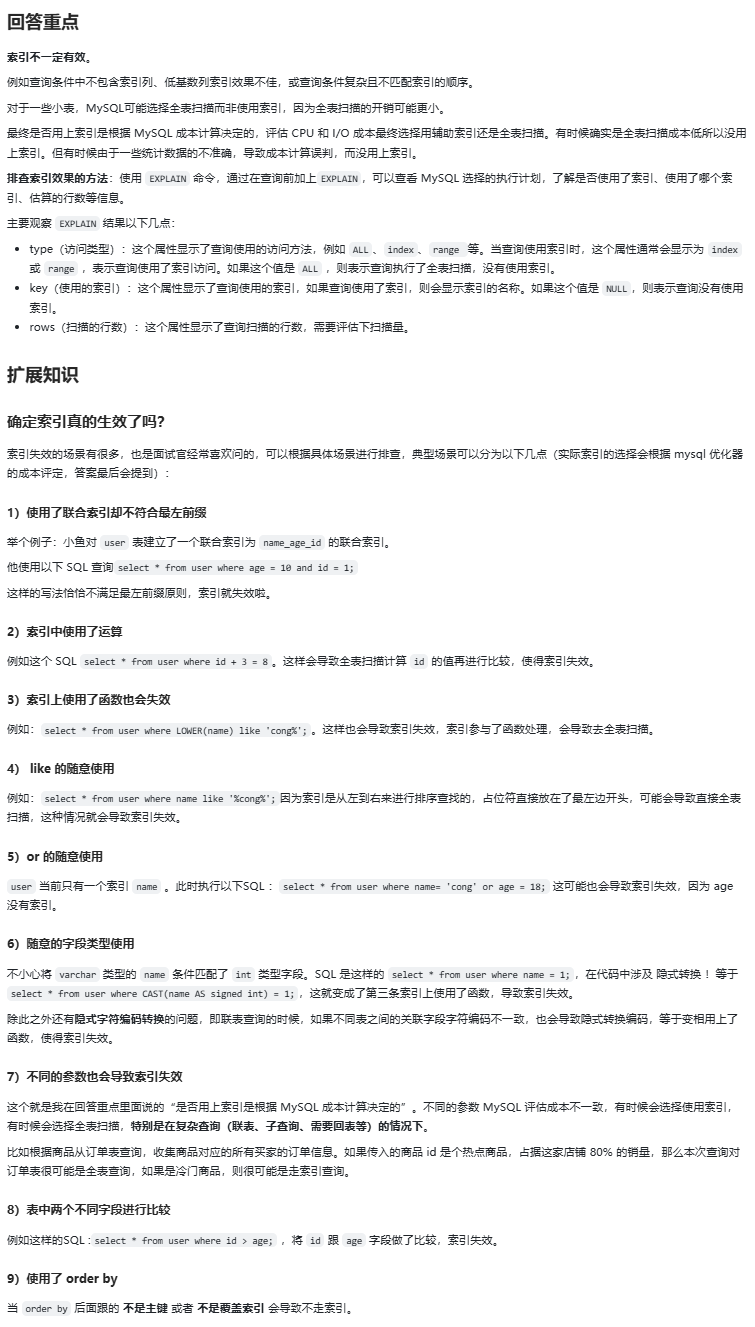 回答重点
索引不一定有效。
例如查询条件中不包含索引列、低基数列索引效果不佳，或查询条件复杂且不匹配索引的顺序。
对于一些小表，MySQL可能选择全表扫描而非使用索引，因为全表扫描的开销可能更小。
最终是否用上索引是根据 MySQL 成本计算决定的，评估 CPU 和 I/O 成本最终选择用辅助索引还是全表扫描。有时候确实是全表扫描成本低所以没用
上索引。但有时候由于一些统计数据的不准确，导致成本计算误判，而没用上索引。
排查索引效果的方法：使用 EXPLAIN 命令，通过在查询前加上 EXPLAIN，可以查看 MySQL 选择的执行计划，了解是否使用了索引、使用了哪个索
引、估算的行数等信息。
主要观察 EXPLAIN 结果以下几点：
• type（访问类型）：这个属性显示了查询使用的访问方法，例如 ALL、index、range 等。当查询使用索引时，这个属性通常会显示为 index
或 range ，表示查询使用了索引访问。如果这个值是 ALL ，则表示查询执行了全表扫描，没有使用索引。
• key（使用的索引）：这个属性显示了查询使用的索引，如果查询使用了索引，则会显示索引的名称。如果这个值是 NULL，则表示查询没有使用
索引。
• rows（扫描的行数）：这个属性显示了查询扫描的行数，需要评估下扫描量。
扩展知识
确定索引真的生效了吗？
索引失效的场景有很多，也是面试官经常喜欢问的，可以根据具体场景进行排查，典型场景可以分为以下几点（实际索引的选择会根据 mysql 优化器
的成本评定，答案最后会提到）：
1）使用了联合索引却不符合最左前缀
举个例子：小鱼对 user 表建立了一个联合索引为 name_age_id 的联合索引。
他使用以下 SQL 查询 select * from user where age = 10 and id = 1;
这样的写法恰恰不满足最左前缀原则，索引就失效啦。
2）索引中使用了运算
例如这个 SQL select * from user where id + 3 = 8 。这样会导致全表扫描计算 id 的值再进行比较，使得索引失效。
3）索引上使用了函数也会失效
例如： select * from user where LOWER(name) like 'cong%'; 。这样也会导致索引失效，索引参与了函数处理，会导致去全表扫描。
4） like 的随意使用
例如： select * from user where name like '%cong%'; 因为索引是从左到右来进行排序查找的，占位符直接放在了最左边开头，可能会导致直接全表
扫描，这种情况就会导致索引失效。
5）or 的随意使用
user 当前只有一个索引 name 。此时执行以下SQL ： select * from user where name= 'cong' or age = 18; 这可能也会导致索引失效，因为 age
没有索引。
6）随意的字段类型使用
不小心将 varchar 类型的 name 条件匹配了 int 类型字段。SQL 是这样的 select * from user where name = 1; ，在代码中涉及 隐式转换 ！等于
select * from user where CAST(name AS signed int) = 1; ，这就变成了第三条索引上使用了函数，导致索引失效。
除此之外还有隐式字符编码转换的问题，即联表查询的时候，如果不同表之间的关联字段字符编码不一致，也会导致隐式转换编码，等于变相用上了
函数，使得索引失效。
7）不同的参数也会导致索引失效
这个就是我在回答重点里面说的“是否用上索引是根据 MySQL 成本计算决定的”。不同的参数 MySQL 评估成本不一致，有时候会选择使用索引，
有时候会选择全表扫描，特别是在复杂查询（联表、子查询、需要回表等）的情况下。
比如根据商品从订单表查询，收集商品对应的所有买家的订单信息。如果传入的商品 id 是个热点商品，占据这家店铺 80% 的销量，那么本次查询对
订单表很可能是全表查询，如果是冷门商品，则很可能是走索引查询。
8）表中两个不同字段进行比较
例如这样的SQL : select * from user where id > age; ，将 id 跟 age 字段做了比较，索引失效。
9）使用了 order by
当 order by 后面跟的 不是主键 或者 不是覆盖索引 会导致不走索引。